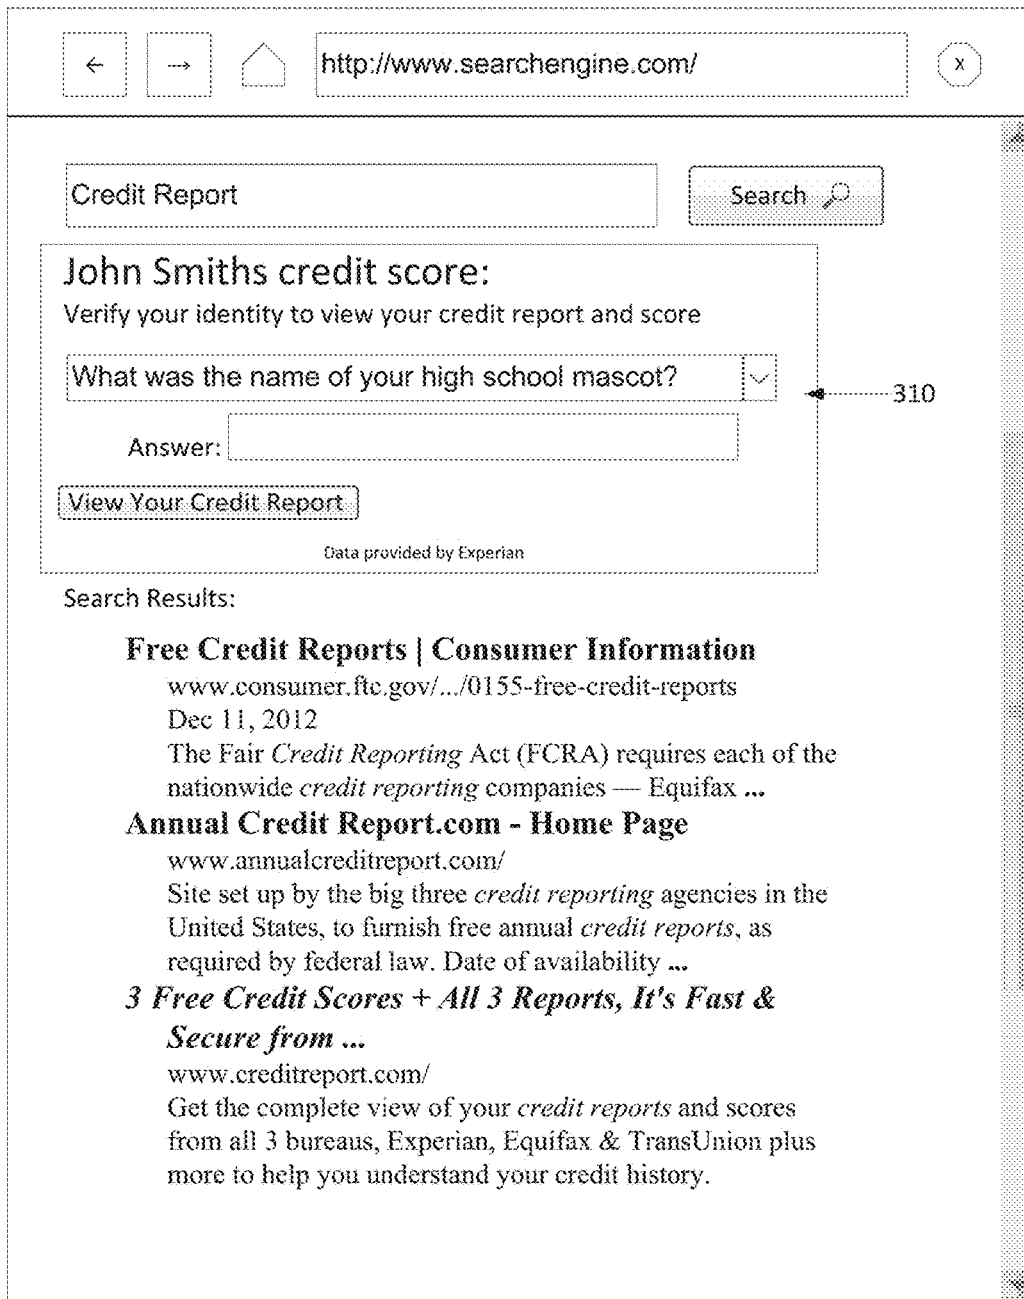 http://www.searchengine.com/
x
Credit Report
Search
John Smiths credit score:
Verify your identity to view your credit report and score
What was the name of your high school mascot?
310
Answer:
View Your Credit Report
Data provided by Experian
Search Results:
Free Credit Reports | Consumer Information
www.consumer.ftc.gov/.../0155-free-credit-reports
Dec 11, 2012
The Fair Credit Reporting Act (FCRA) requires each of the
nationwide credit reporting companies — Equifax ...
Annual Credit Report.com - Home Page
www.annualcreditreport.com/
Site set up by the big three credit reporting agencies in the
United States, to furnish free annual credit reports, as
required by federal law. Date of availability ...
3 Free Credit Scores + All 3 Reports, It's Fast &
Secure from ...
www.creditreport.com/
Get the complete view of your credit reports and scores
from all 3 bureaus, Experian, Equifax & TransUnion plus
more to help you understand your credit history.